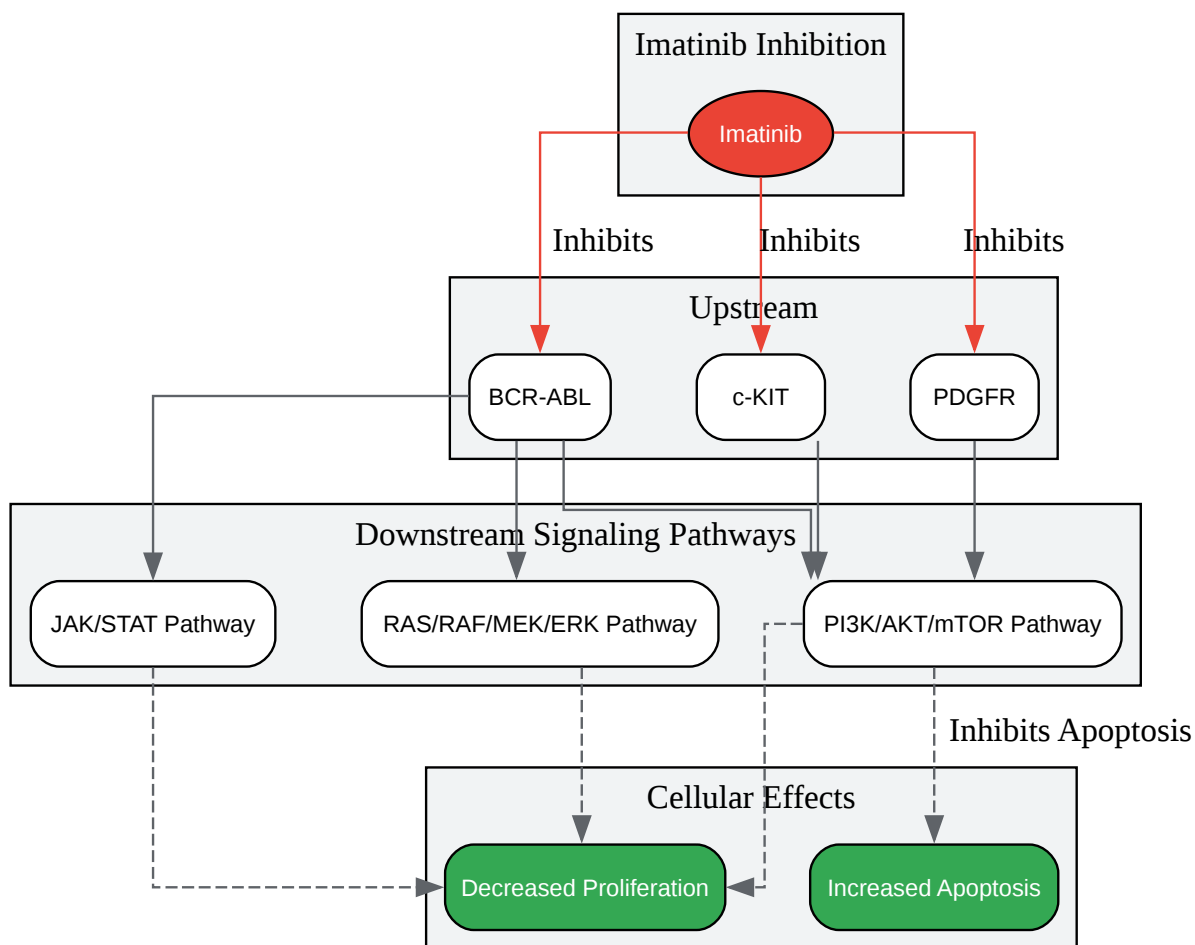 Imatinib Inhibition
Imatinib
Inhibits
Inhibits
Inhibits
Upstream
BCR-ABL
c-KIT
PDGFR
Downstream Signaling Pathways
JAK/STAT Pathway
RAS/RAF/MEK/ERK Pathway
PI3K/AKT/mTOR Pathway
Inhibits Apoptosis
Cellular Effects
Decreased Proliferation
Increased Apoptosis